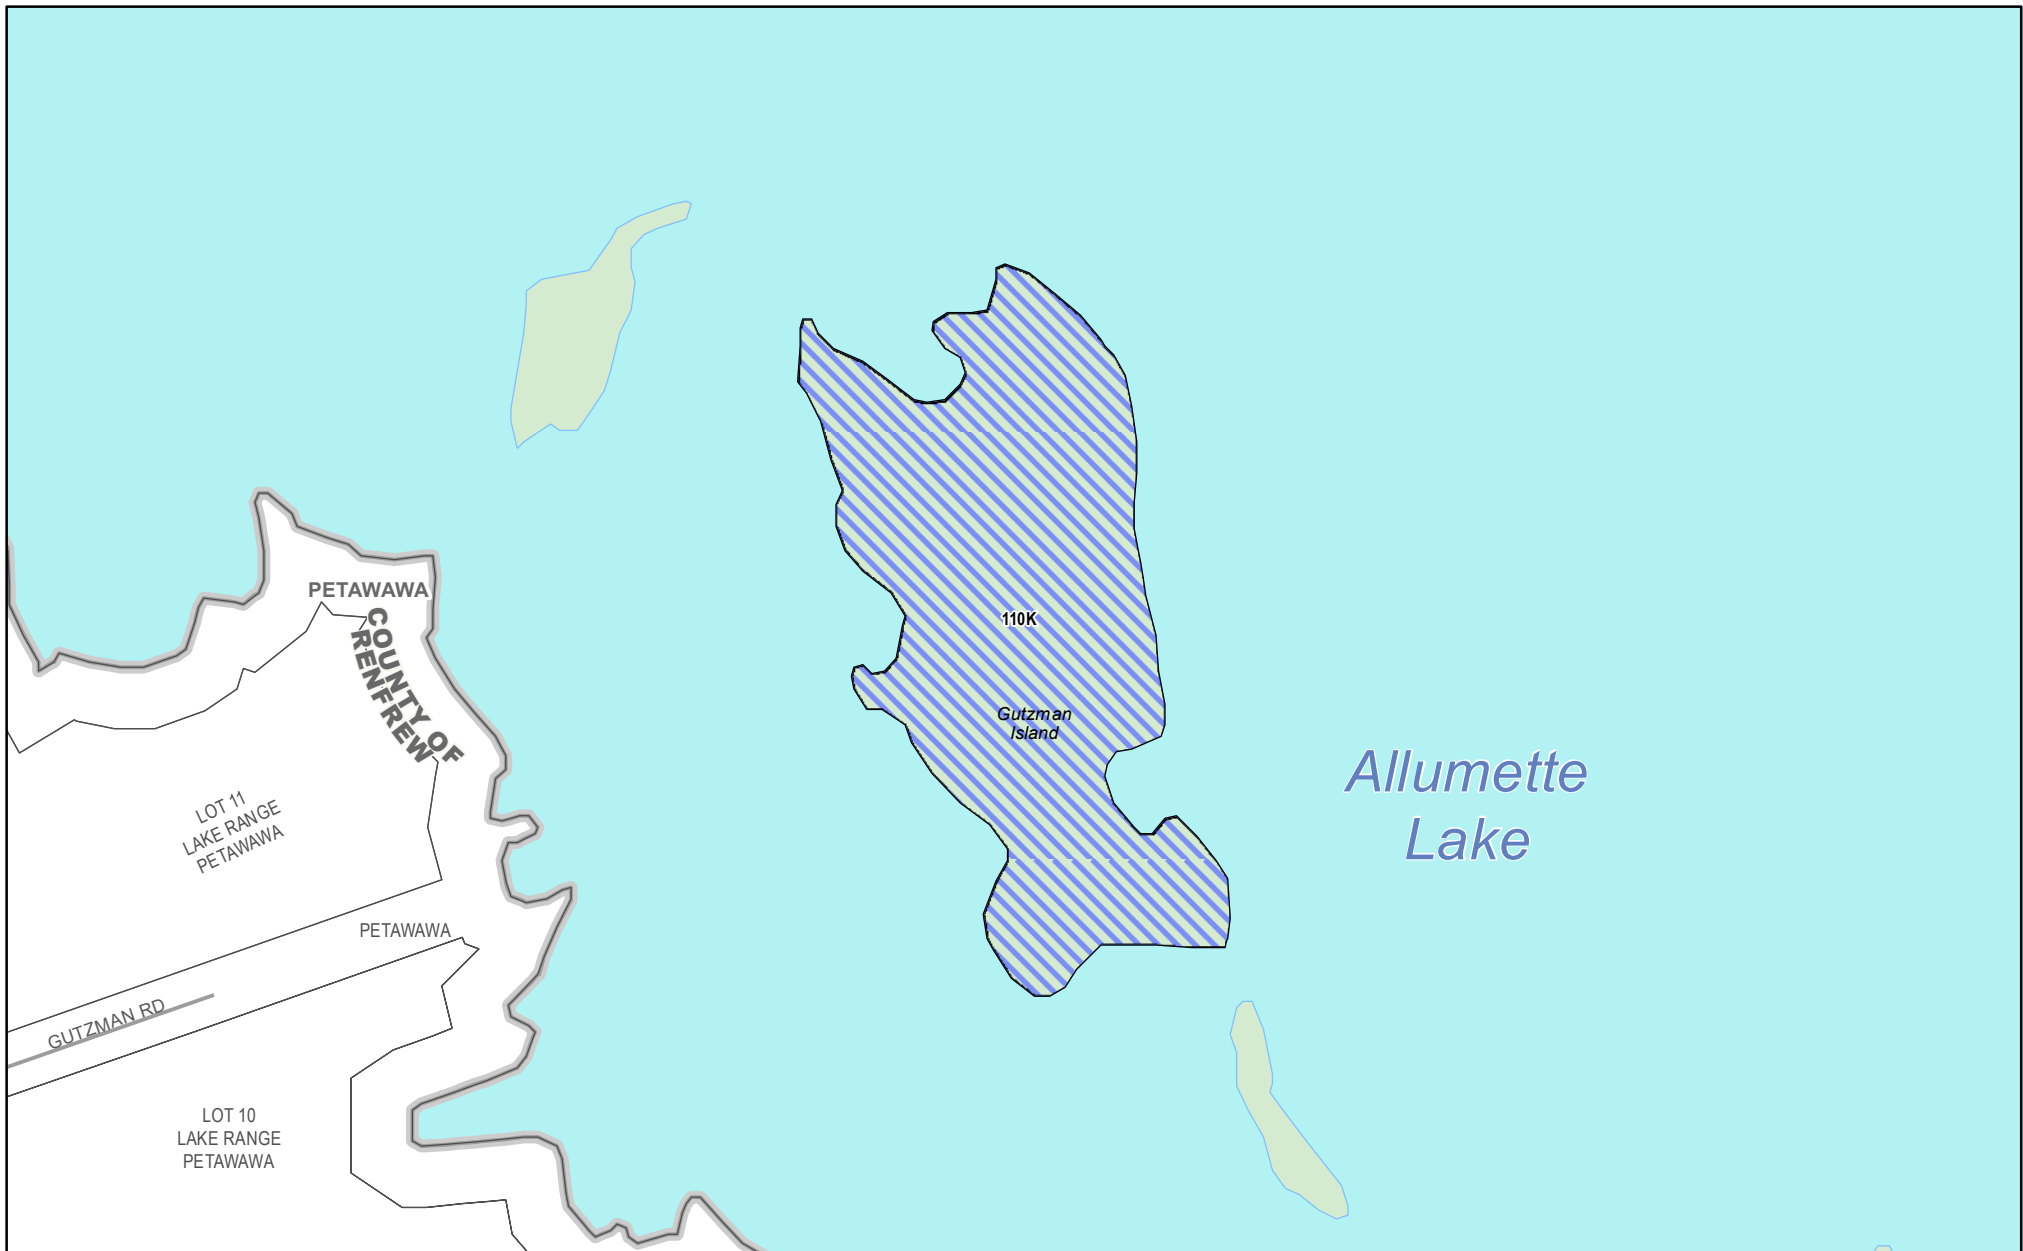 PETAWAWA
COUNTY OF
RENFREW
110K
Gutzman
Island
Allumette
Lake
LOT 11
LAKE RANGE
PETAWAWA
PETAWAWA
GUTZMAN RD
LOT 10
LAKE RANGE
PETAWAWA